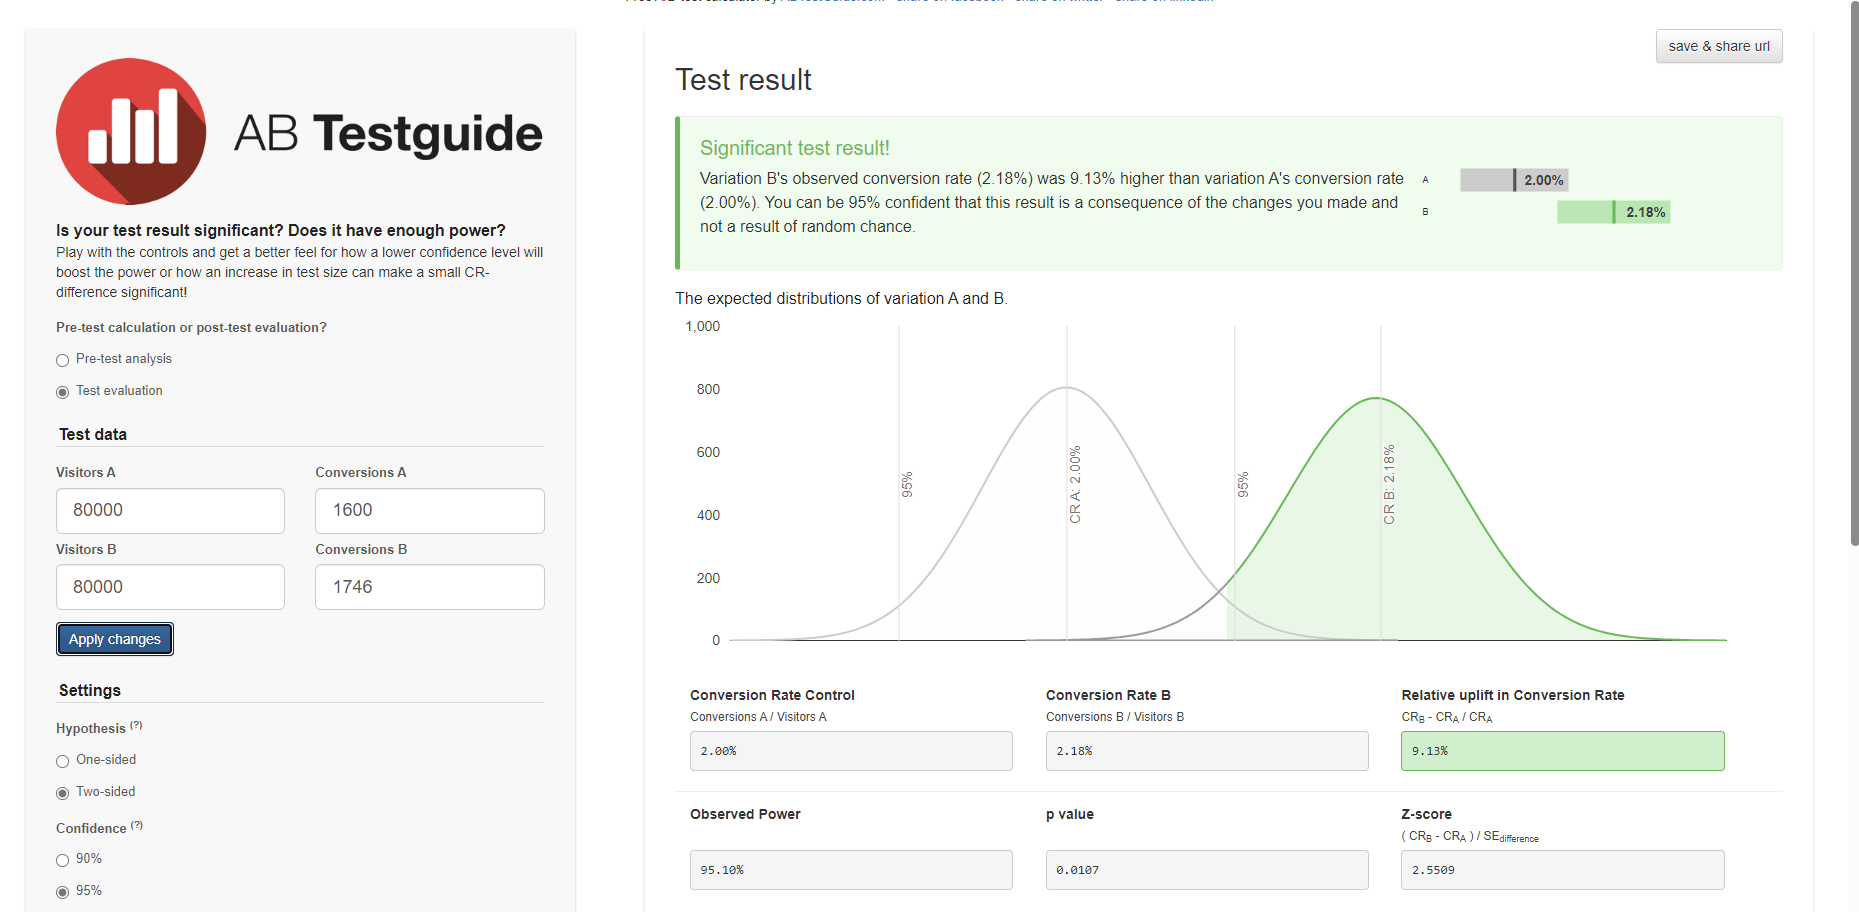 save & share url
AB Testguide
Is your test result significant? Does it have enough power?
Play with the controls and get a better feel for how a lower confidence level will
boost the power or how an increase in test size can make a small CR-
difference significant!
Pre-test calculation or post-test evaluation?
Pre-test analysis
Test evaluation
Test data
Visitors A Conversions A
80000 1600
Visitors B Conversions B
80000 1746
Apply changes
Settings
Hypothesis (?)
One-sided
Two-sided
Confidence (?)
90%
95%
Test result
Significant test result!
Variation B's observed conversion rate (2.18%) was 9.13% higher than variation A's conversion rate
(2.00%). You can be 95% confident that this result is a consequence of the changes you made and
not a result of random chance.
A 2.00%
B 2.18%
The expected distributions of variation A and B.
1,000
800
600
400
200
0
95%
CR A: 2.00%
95%
CR B: 2.18%
Conversion Rate Control
Conversions A / Visitors A
2.00%
Conversion Rate B
Conversions B / Visitors B
2.18%
Relative uplift in Conversion Rate
CRB - CRA / CRA
9.13%
Observed Power
95.10%
p value
0.0107
Z-score
( CRB - CRA ) / SEdifference
2.5509